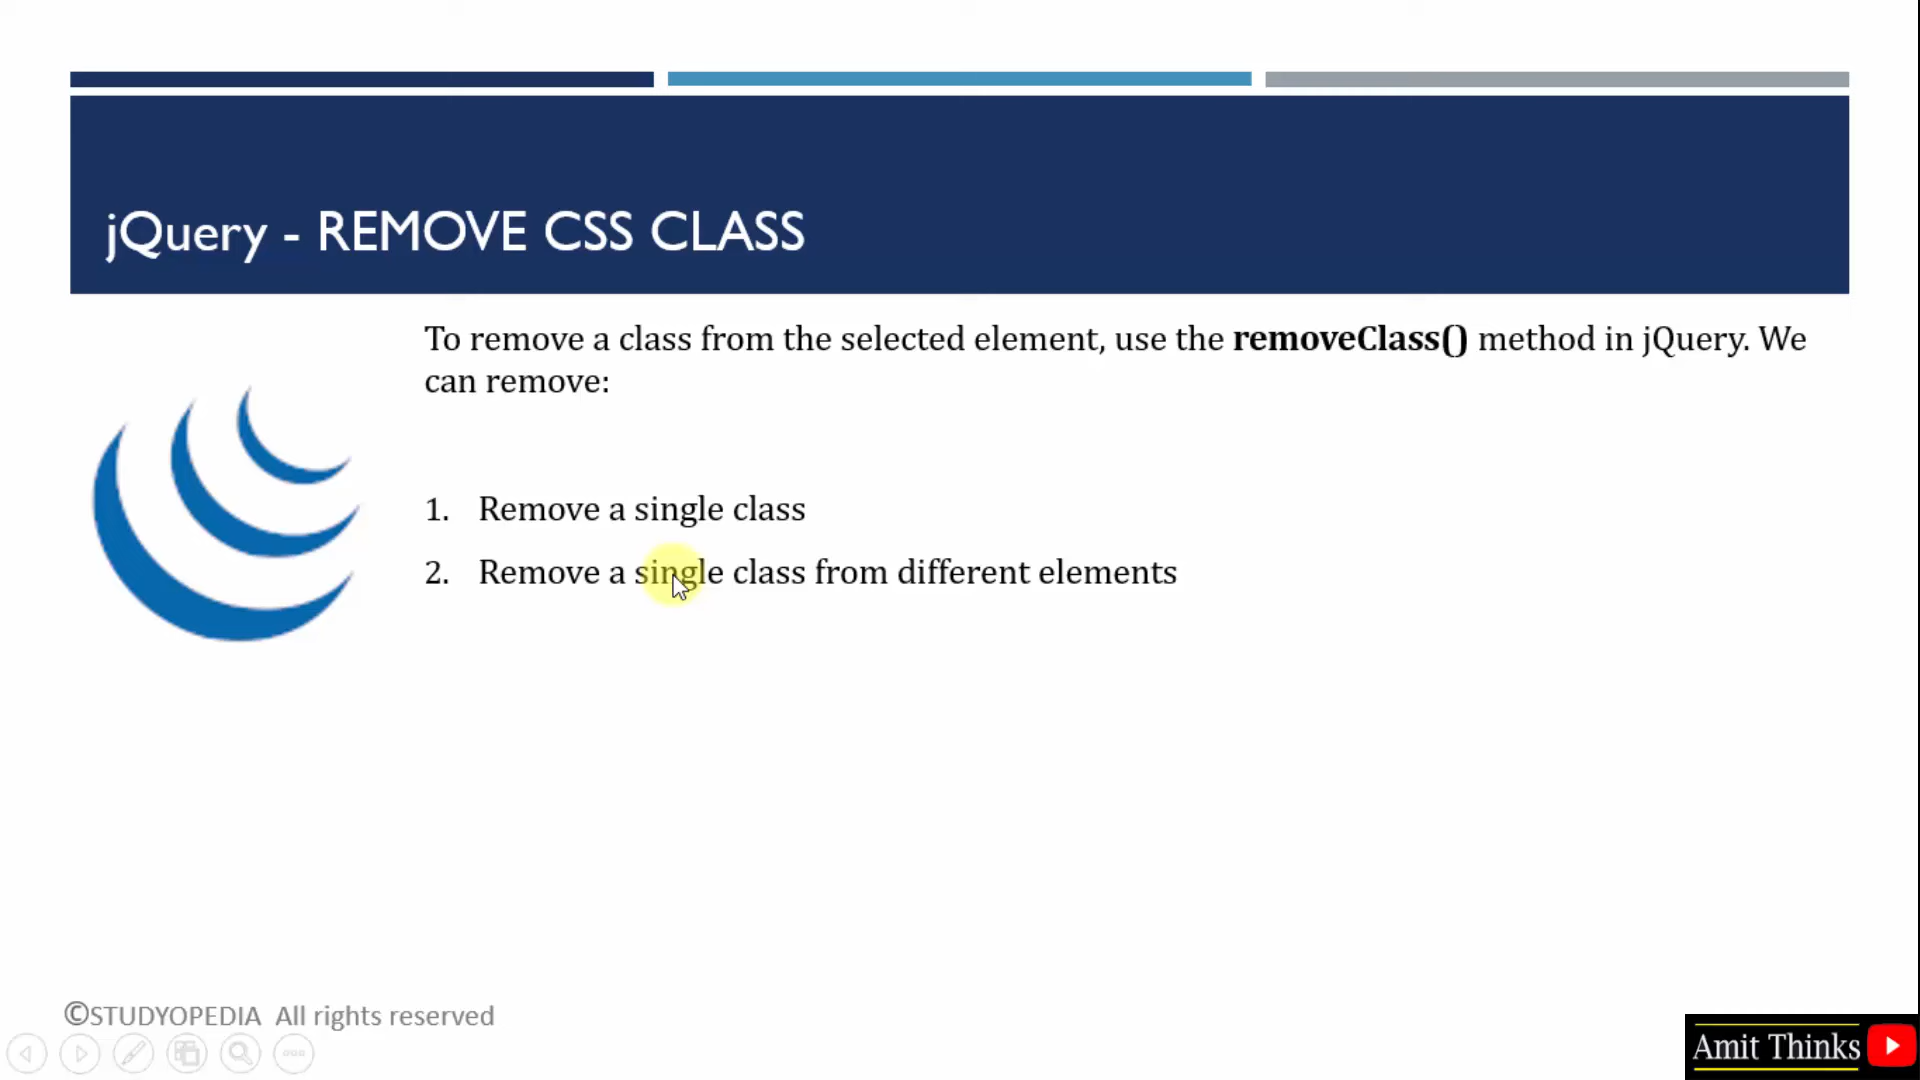 jQuery - REMOVE CSS CLASS
To remove a class from the selected element, use the removeClass() method in jQuery. We
can remove:
1. Remove a single class
2. Remove a single class from different elements
©STUDYOPEDIA All rights reserved
Amit Thinks